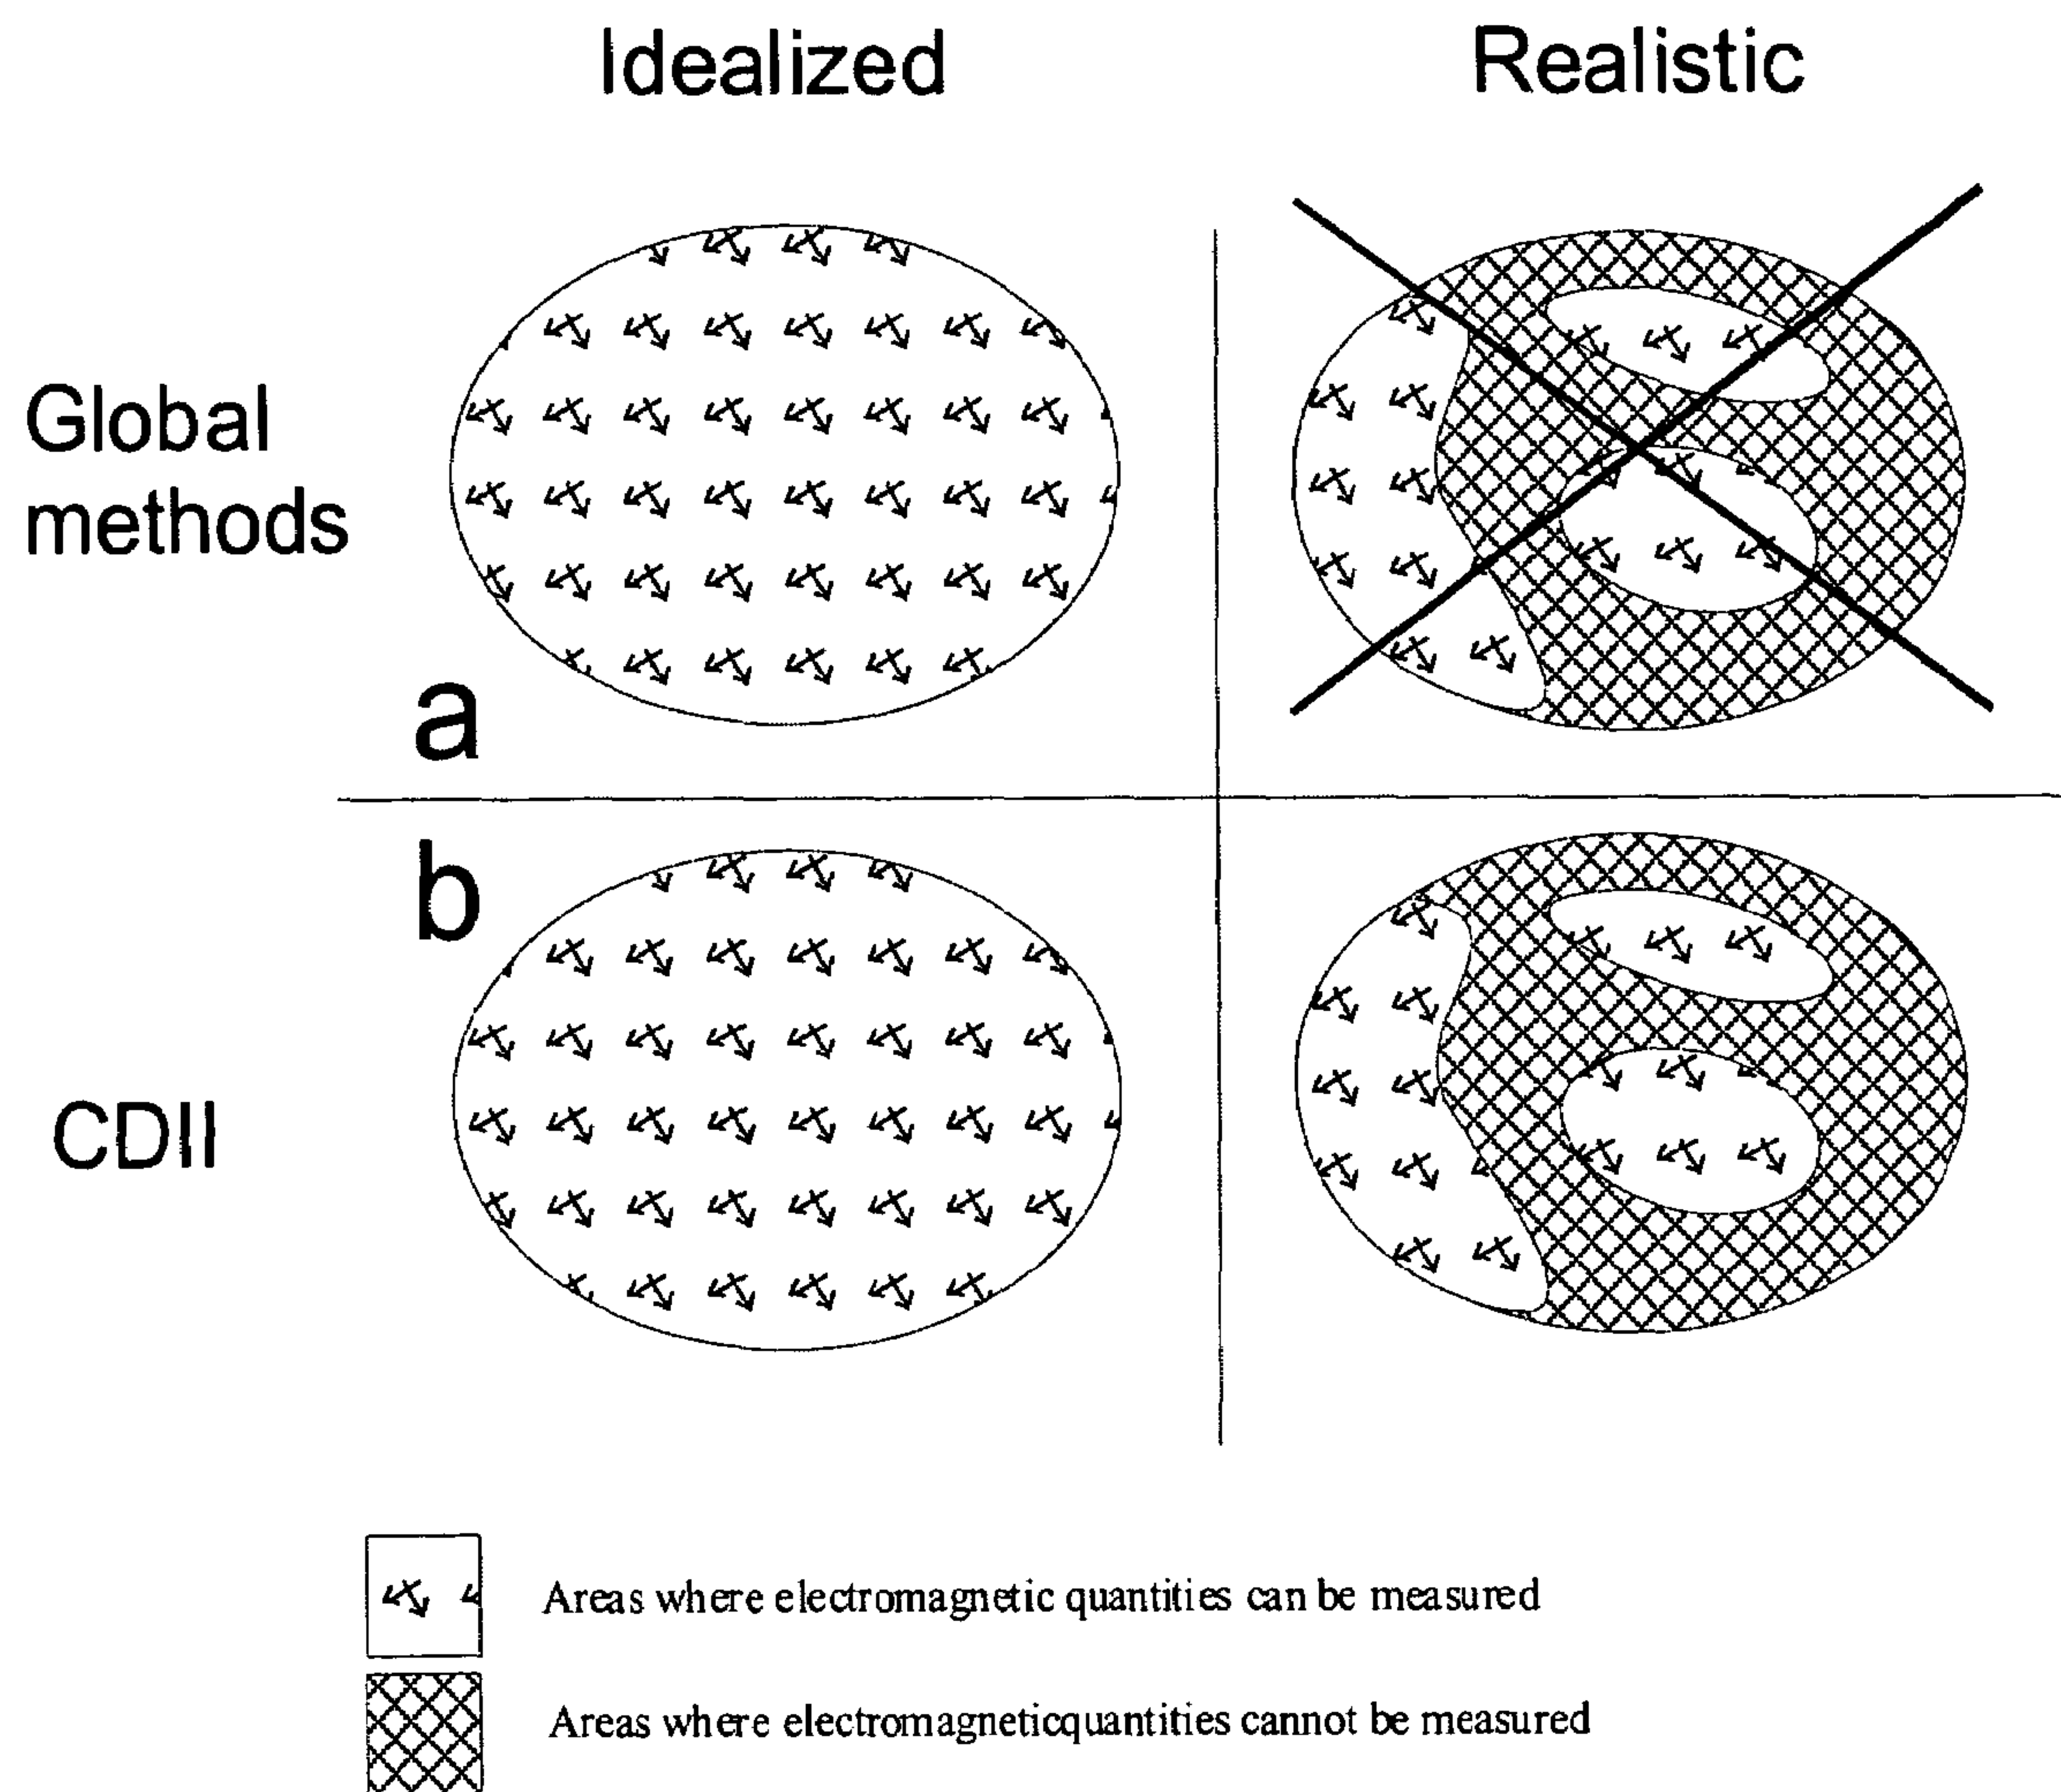 Idealized
Realistic
Global
methods
a
b
CDII
Areas where electromagnetic quantities can be measured
Areas where electromagneticquantities cannot be measured